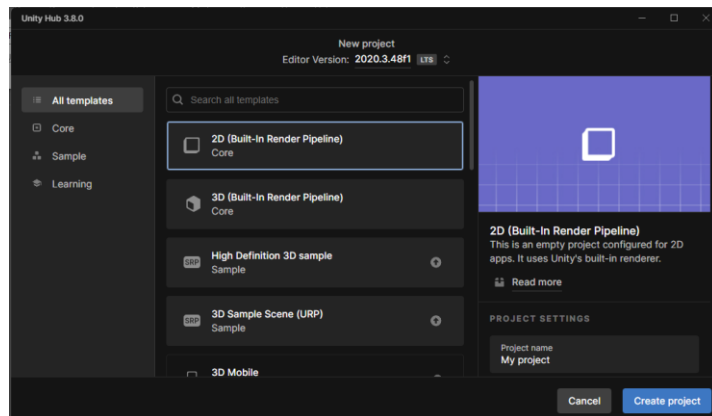 Unity Hub 3.8.0
New project
Editor Version: 2020.3.48f1 LTS
All templates
Core
Sample
Learning
Search all templates
2D (Built-In Render Pipeline)
Core
3D (Built-In Render Pipeline)
Core
SRP
High Definition 3D sample
Sample
SRP
3D Sample Scene (URP)
Sample
3D Mobile
2D (Built-In Render Pipeline)
This is an empty project configured for 2D
apps. It uses Unity's built-in renderer.
Read more
PROJECT SETTINGS
Project name
My project
Cancel
Create project